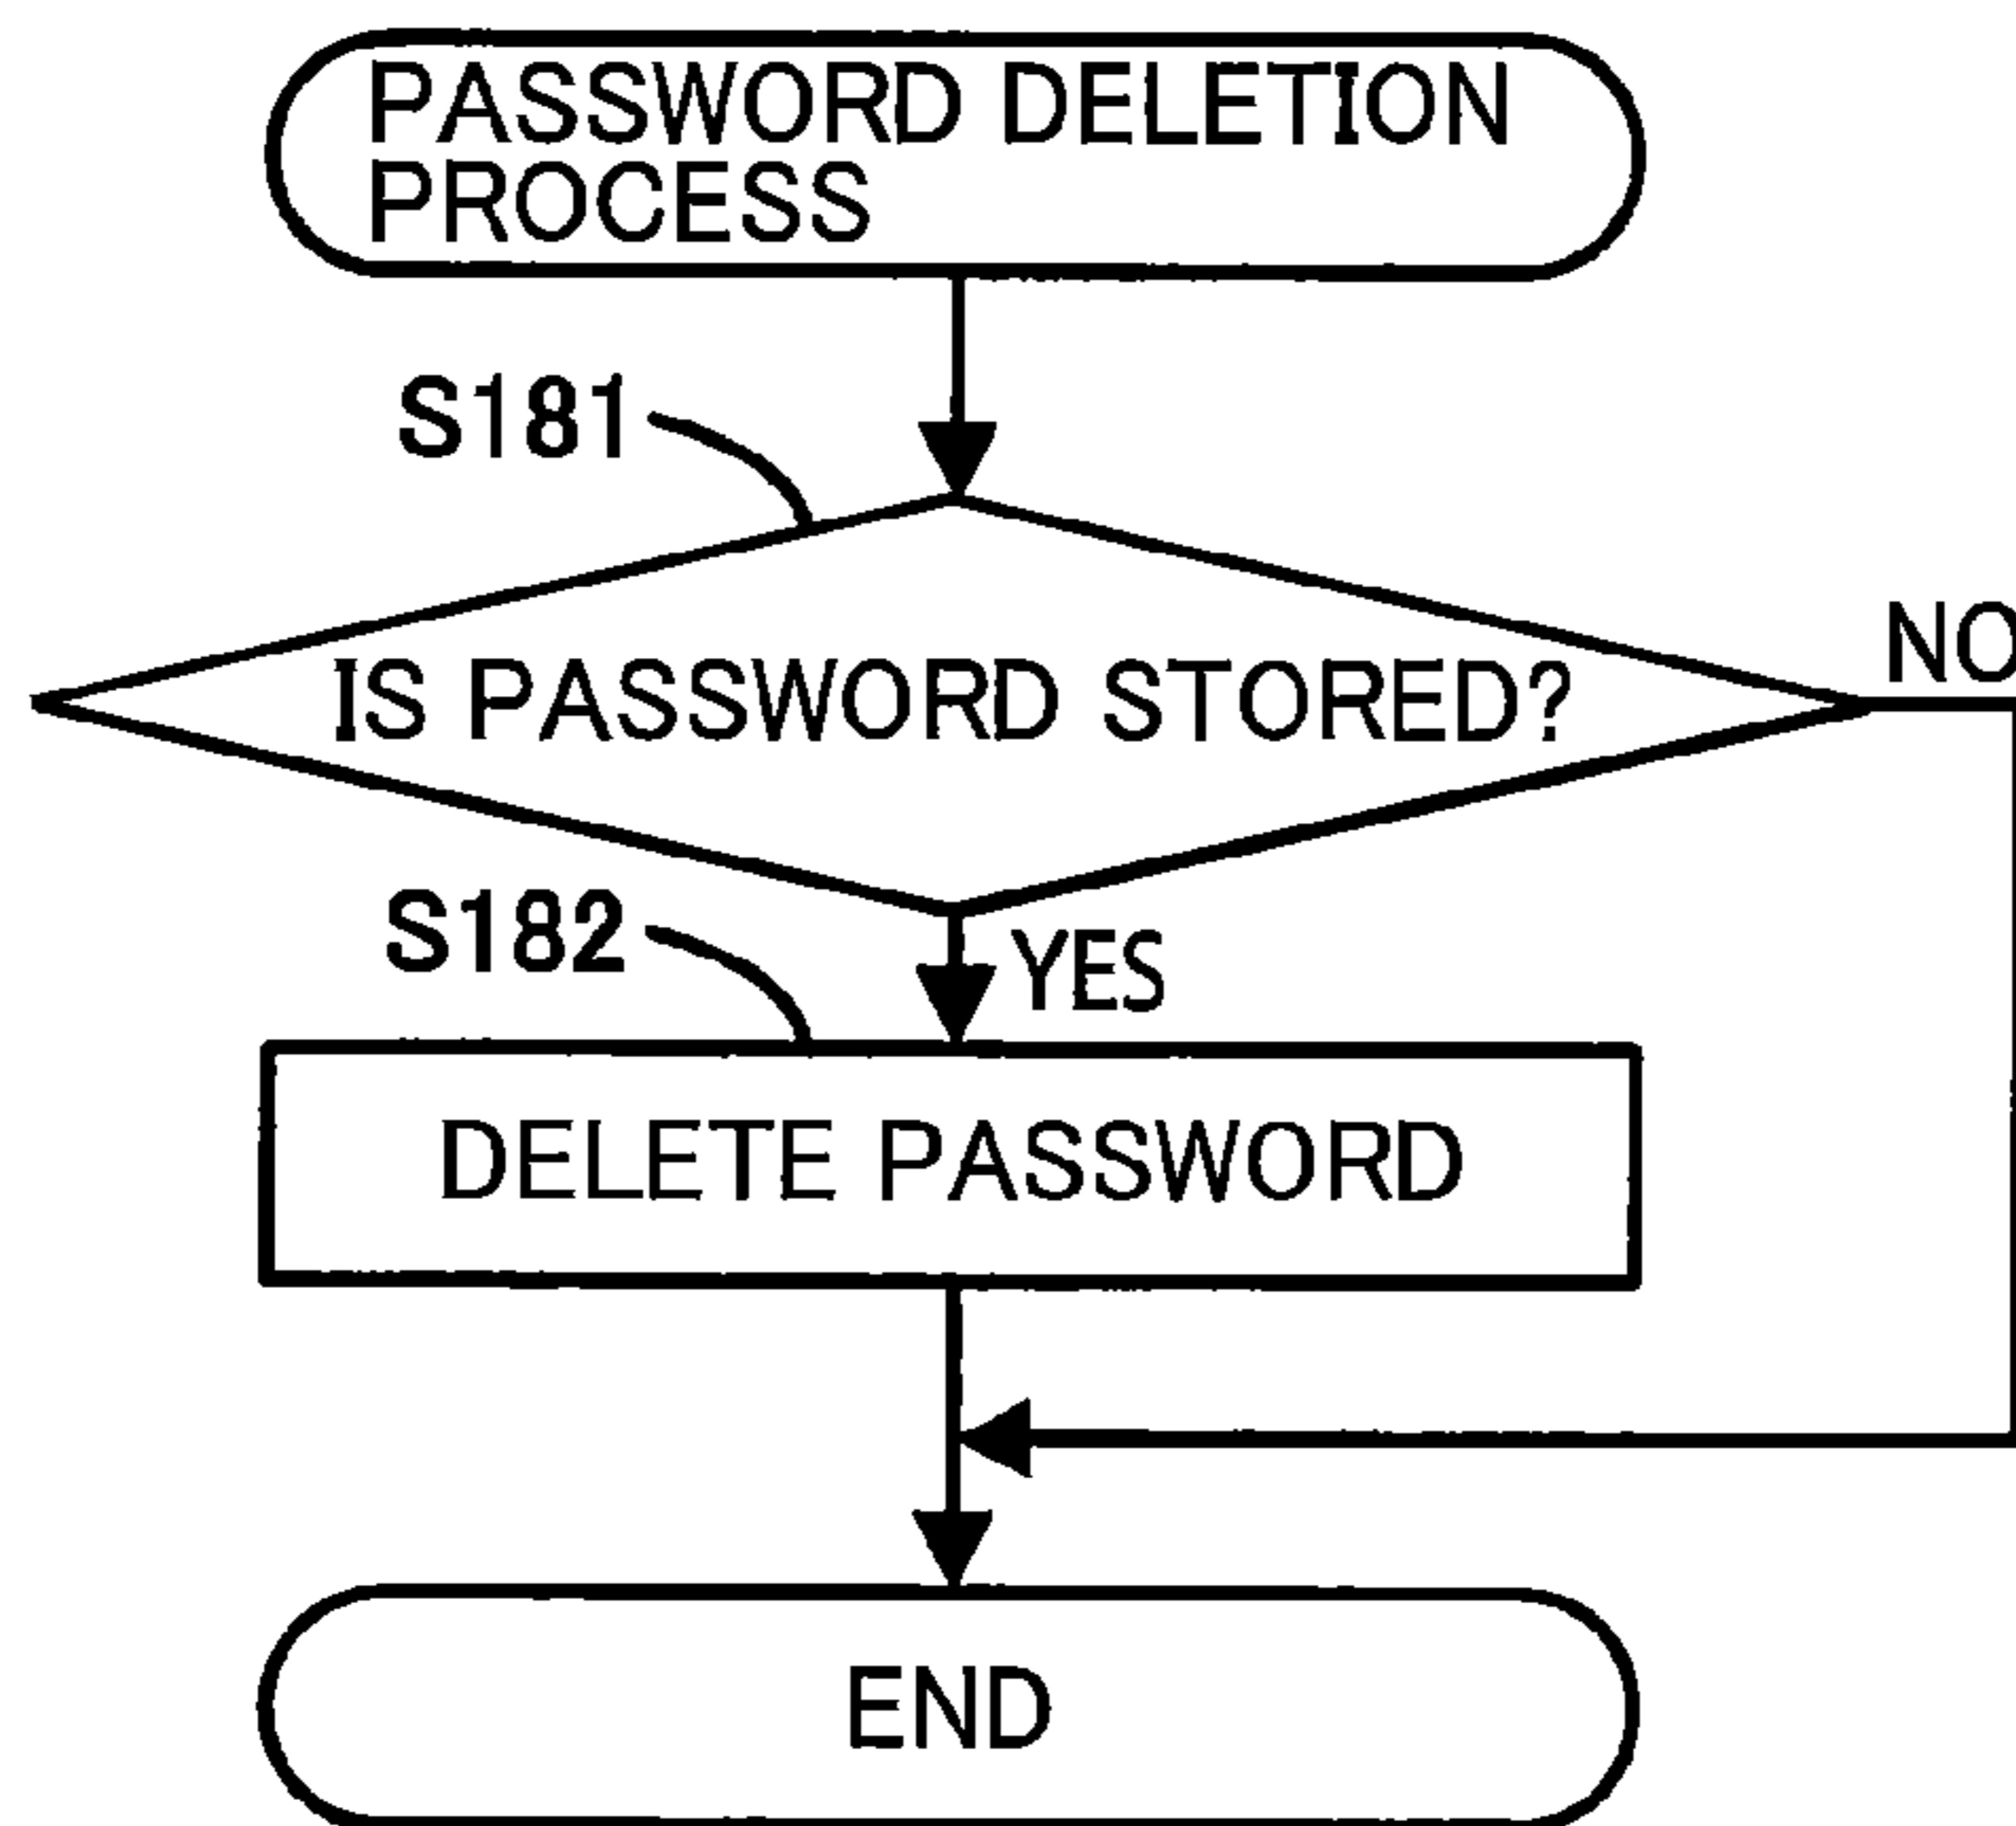 PASSWORD DELETION
PROCESS
S181
IS PASSWORD STORED?
NO
S182
YES
DELETE PASSWORD
END